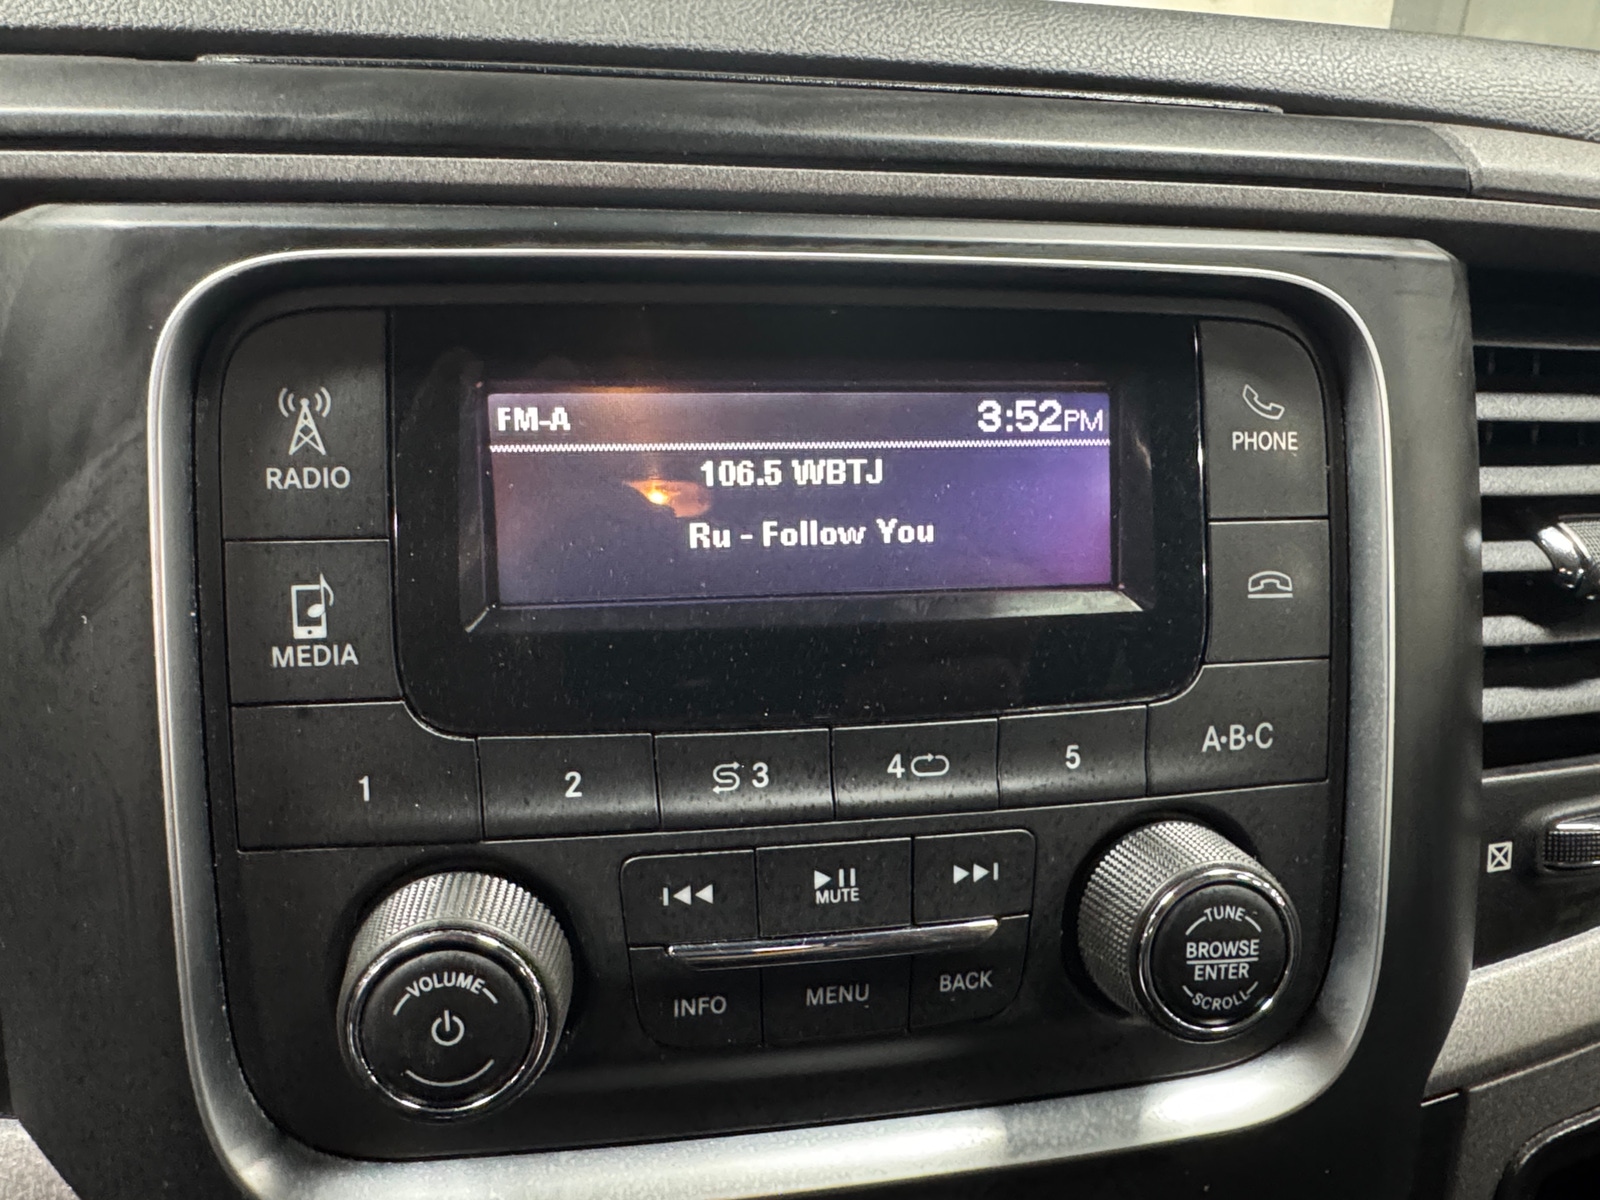 FM-A 3:52PM
106.5 WBTJ
Ru - Follow You
RADIO
MEDIA
PHONE
1 2 3 4 5 A·B·C
MUTE
INFO MENU BACK
VOLUME
TUNE
BROWSE
ENTER
SCROLL